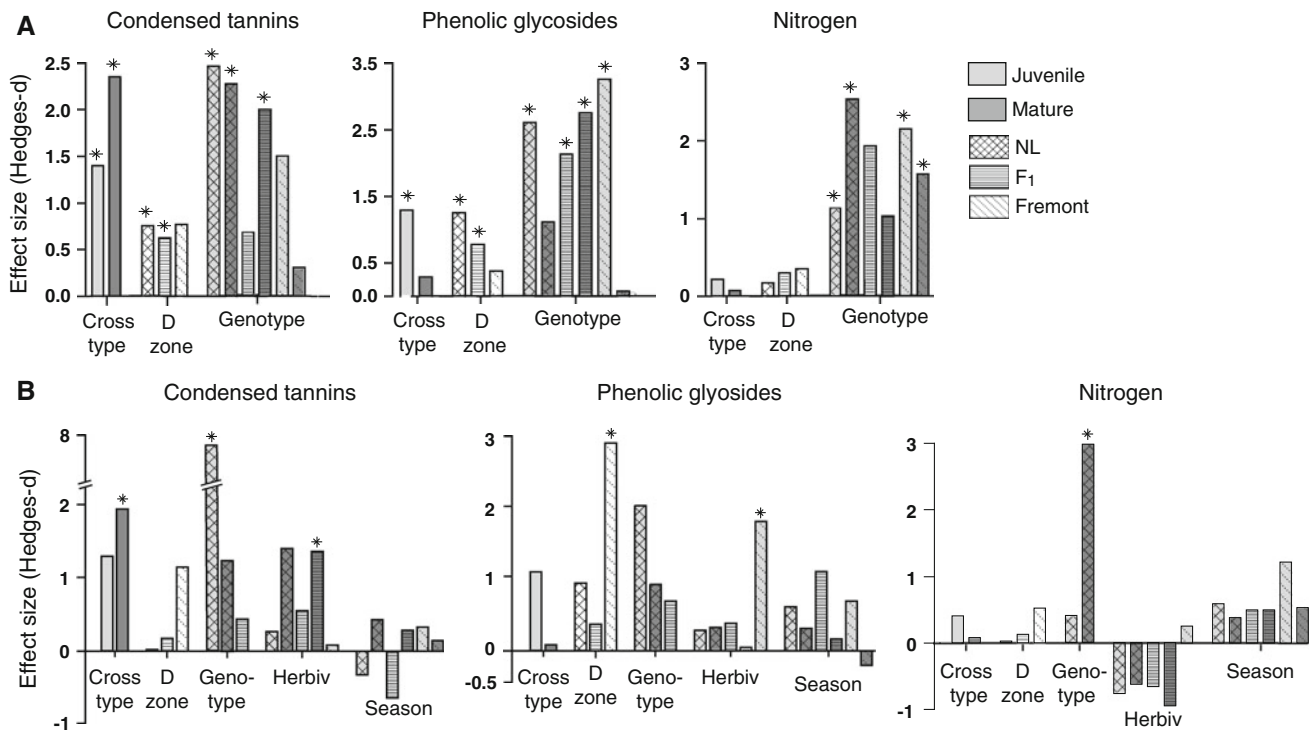 A
Condensed tannins
Phenolic glycosides
Nitrogen
Effect size (Hedges-d)
2.5
2.0
1.5
1.0
0.5
0.0
* * * * * * *
Cross type
D zone
Genotype
3.5
2.5
1.5
0.5
0.0
* * * * * * *
Cross type
D zone
Genotype
3
2
1
0
* * * *
Cross type
D zone
Genotype
Juvenile
Mature
NL
F1
Fremont
B
Condensed tannins
Phenolic glyosides
Nitrogen
Effect size (Hedges-d)
8
2
1
0
-1
* * *
Cross type
D zone
Geno-type
Herbiv
Season
3
2
1
0
-0.5
* *
Cross type
D zone
Geno-type
Herbiv
Season
3
2
1
0
-1
*
Cross type
D zone
Geno-type
Herbiv
Season